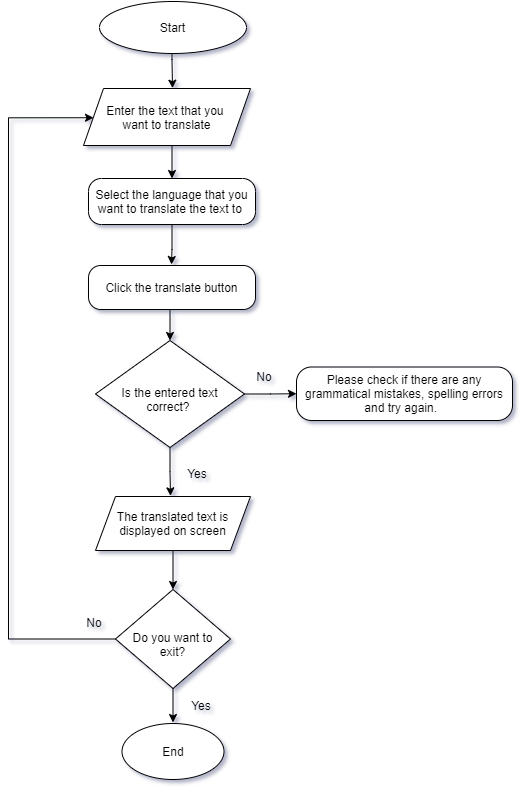 Start
Enter the text that you
want to translate
Select the language that you
want to translate the text to
Click the translate button
Is the entered text
correct?
No
Please check if there are any
grammatical mistakes, spelling errors
and try again.
Yes
The translated text is
displayed on screen
No
Do you want to
exit?
Yes
End